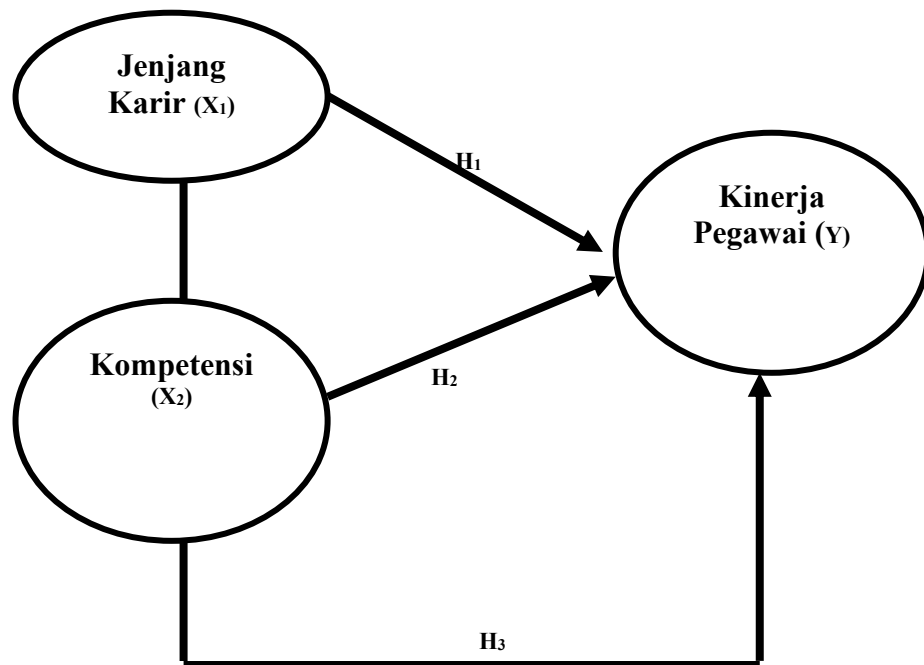 Jenjang
Karir (X₁)
H₁
Kinerja
Pegawai (Y)
Kompetensi
(X₂)
H₂
H₃